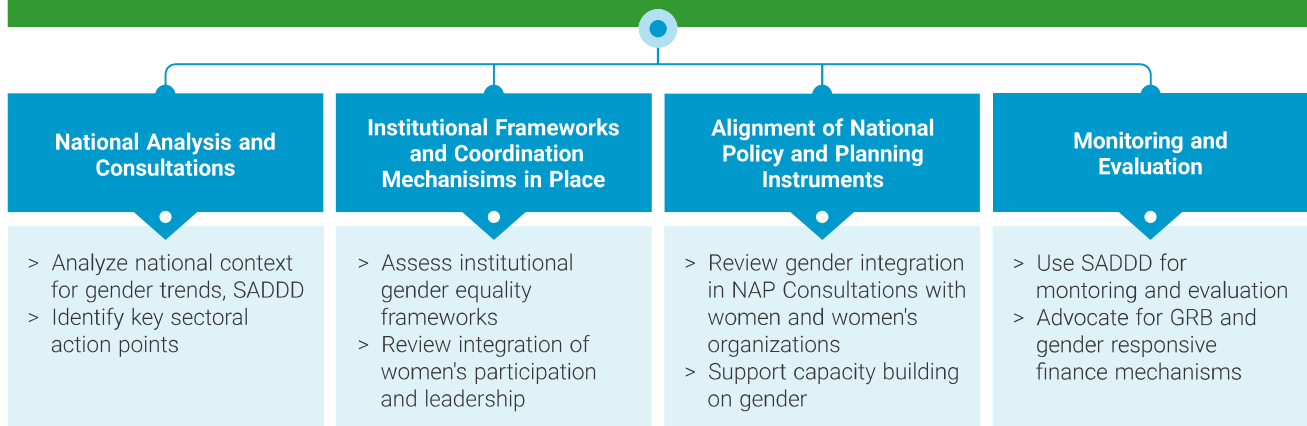 National Analysis and
Consultations
> Analyze national context
for gender trends, SADDD
> Identify key sectoral
action points
Institutional Frameworks
and Coordination
Mechanisims in Place
> Assess institutional
gender equality
frameworks
> Review integration of
women's participation
and leadership
Alignment of National
Policy and Planning
Instruments
> Review gender integration
in NAP Consultations with
women and women's
organizations
> Support capacity building
on gender
Monitoring and
Evaluation
> Use SADDD for
montoring and evaluation
> Advocate for GRB and
gender responsive
finance mechanisms